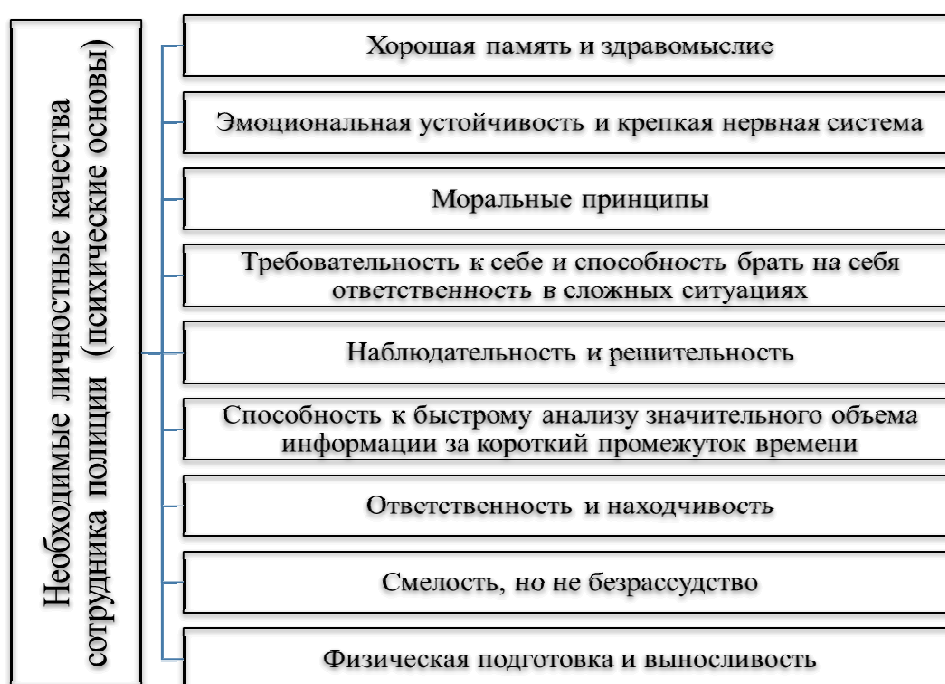 Необходимые личностные качества
сотрудника полиции (психические основы)
Хорошая память и здравомыслие
Эмоциональная устойчивость и крепкая нервная система
Моральные принципы
Требовательность к себе и способность брать на себя
ответственность в сложных ситуациях
Наблюдательность и решительность
Способность к быстрому анализу значительного объема
информации за короткий промежуток времени
Ответственность и находчивость
Смелость, но не безрассудство
Физическая подготовка и выносливость